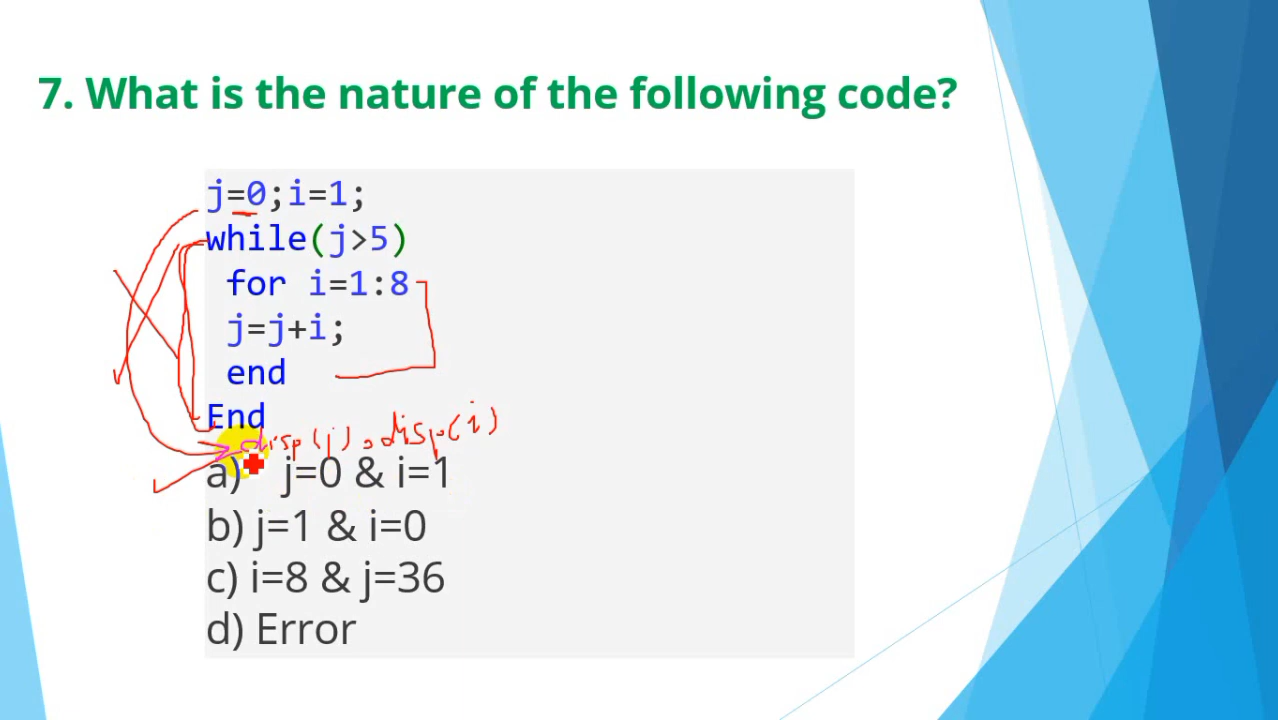 7. What is the nature of the following code?
j=0;i=1;
while(j>5)
for i=1:8
j=j+i;
end
End
disp(j), disp(i)
a) j=0 & i=1
b) j=1 & i=0
c) i=8 & j=36
d) Error